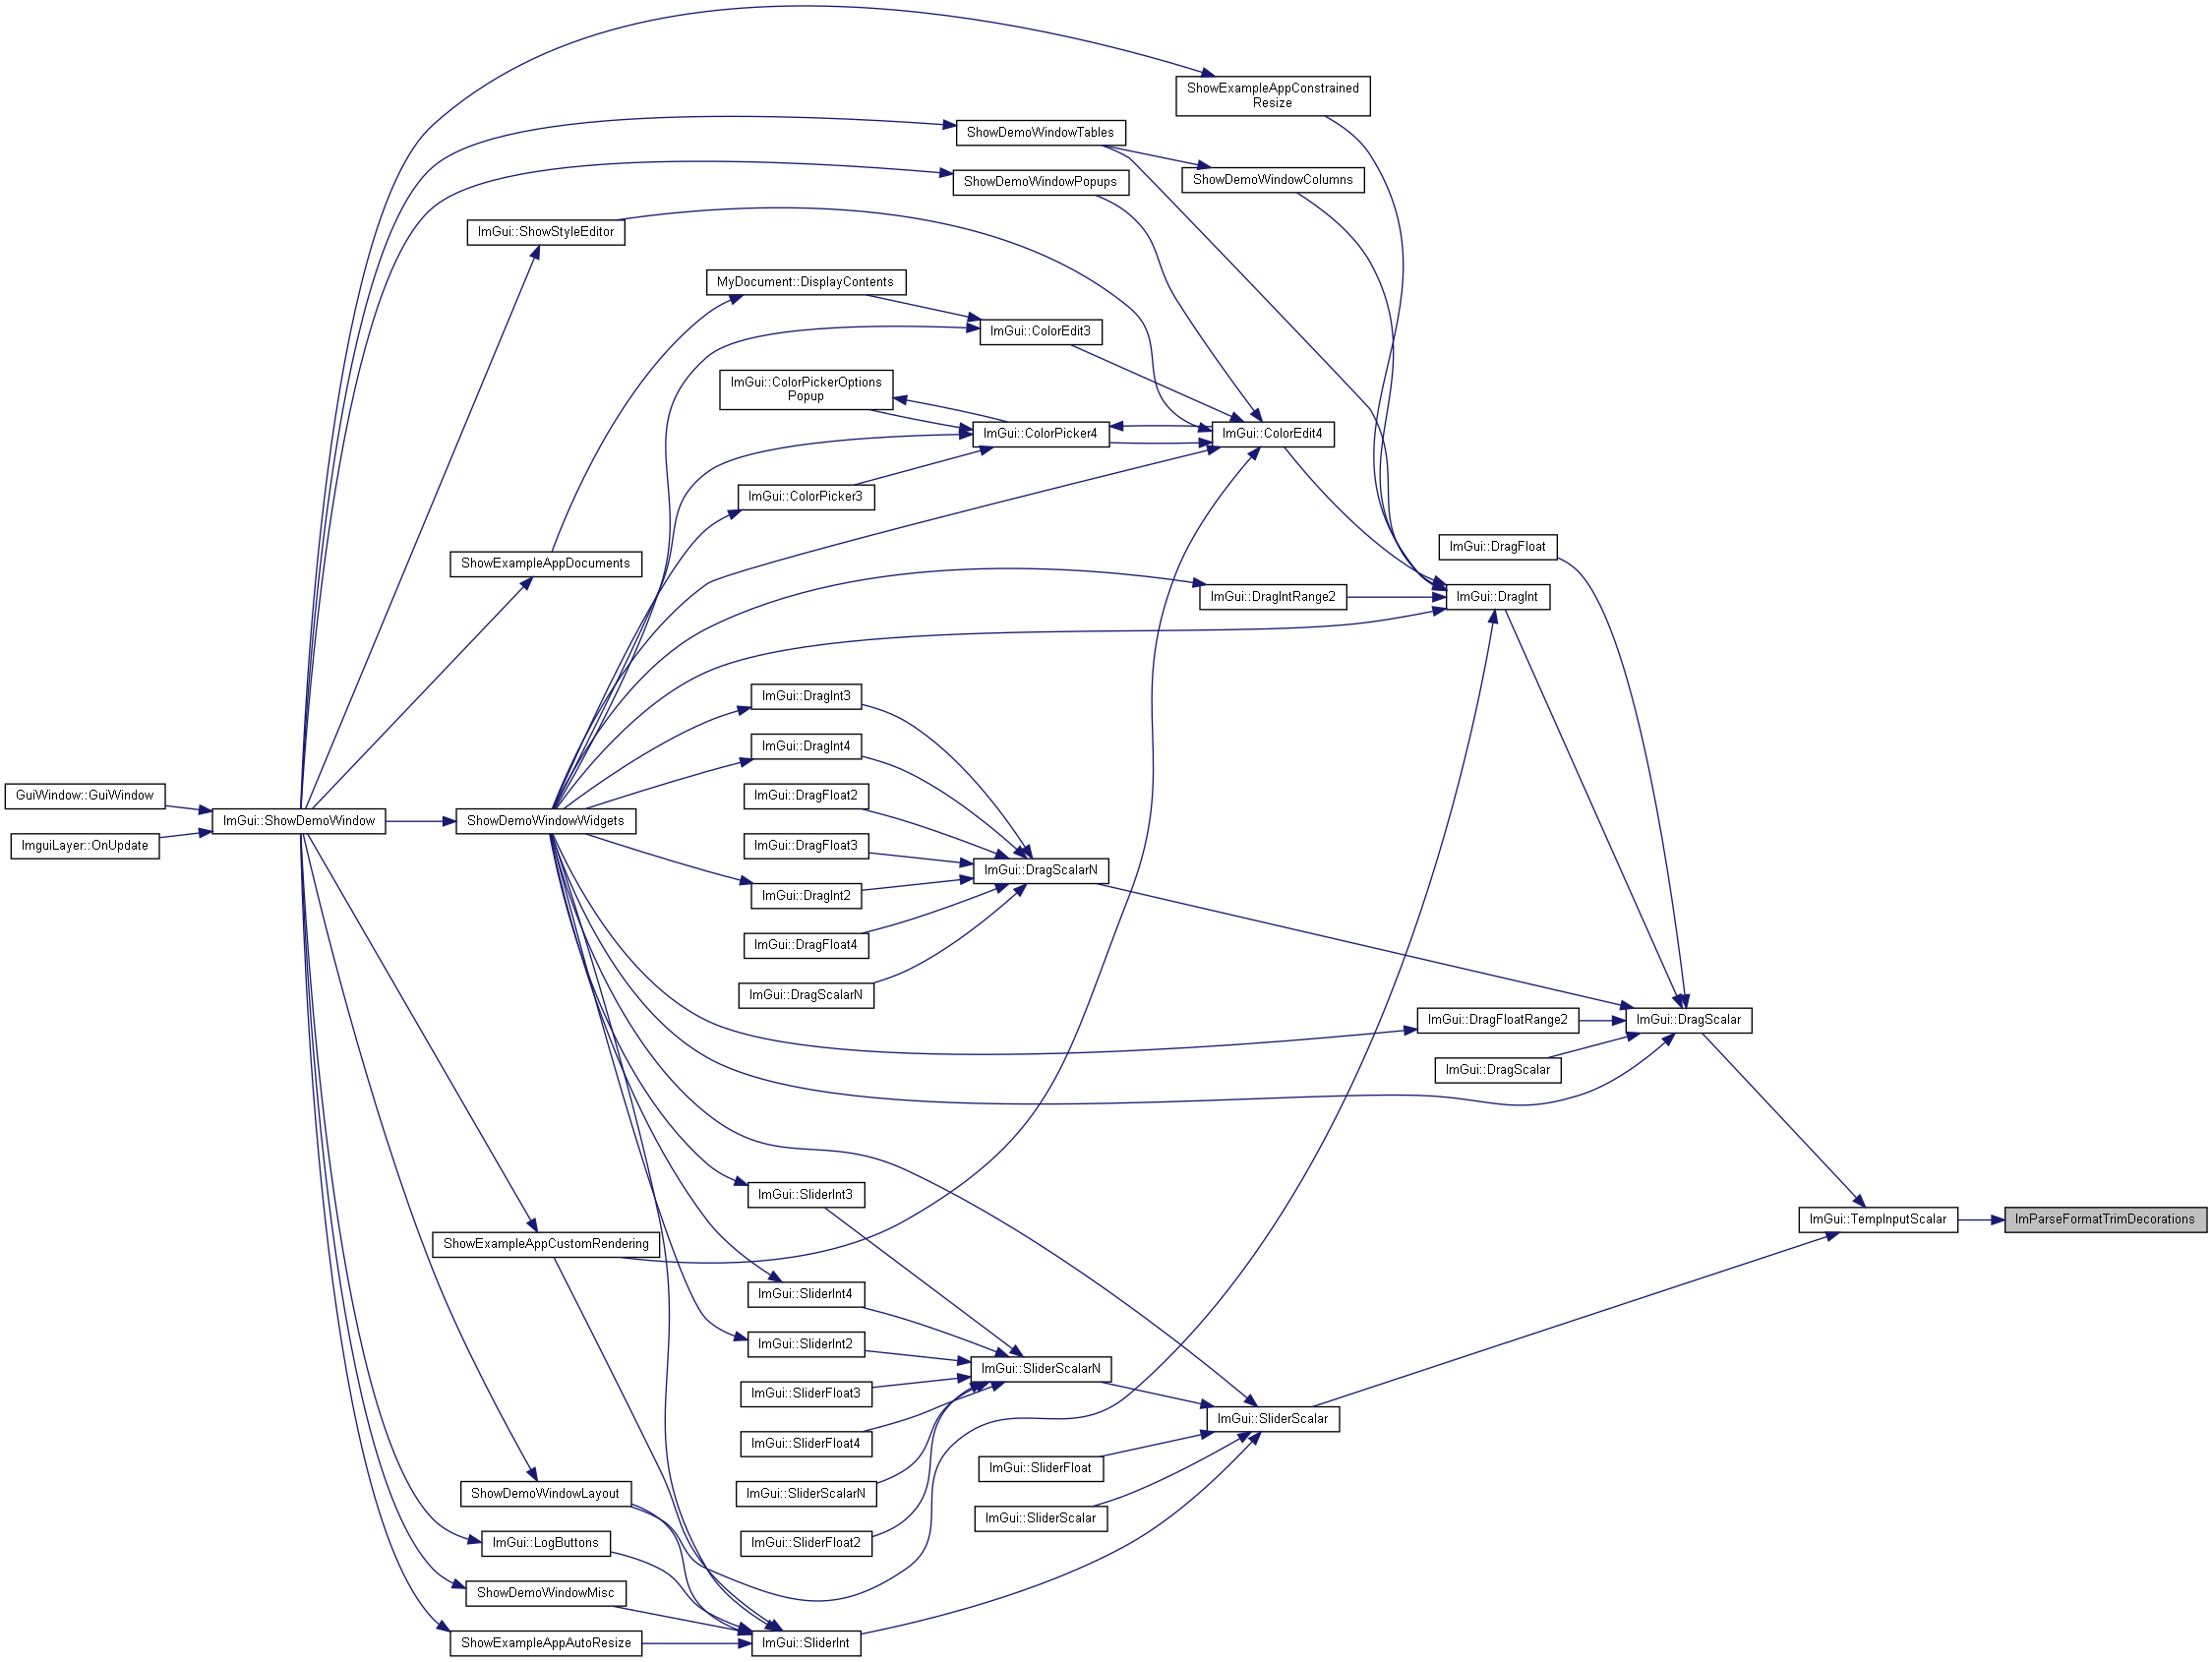 ShowExampleAppConstrained
Resize
ShowDemoWindowTables
ShowDemoWindowColumns
ShowDemoWindowPopups
ImGui::ShowStyleEditor
MyDocument::DisplayContents
ImGui::ColorEdit3
ImGui::ColorPickerOptions
Popup
ImGui::ColorPicker4
ImGui::ColorEdit4
ImGui::ColorPicker3
ImGui::DragFloat
ShowExampleAppDocuments
ImGui::DragIntRange2
ImGui::DragInt
ImGui::DragInt3
ImGui::DragInt4
GuiWindow::GuiWindow
ImGui::DragFloat2
ImGui::ShowDemoWindow
ShowDemoWindowWidgets
ImguiLayer::OnUpdate
ImGui::DragFloat3
ImGui::DragScalarN
ImGui::DragInt2
ImGui::DragFloat4
ImGui::DragScalarN
ImGui::DragFloatRange2
ImGui::DragScalar
ImGui::DragScalar
ImGui::SliderInt3
ImGui::TempInputScalar
ImParseFormatTrimDecorations
ShowExampleAppCustomRendering
ImGui::SliderInt4
ImGui::SliderInt2
ImGui::SliderScalarN
ImGui::SliderFloat3
ImGui::SliderScalar
ImGui::SliderFloat4
ImGui::SliderFloat
ShowDemoWindowLayout
ImGui::SliderScalarN
ImGui::SliderScalar
ImGui::LogButtons
ImGui::SliderFloat2
ShowDemoWindowMisc
ShowExampleAppAutoResize
ImGui::SliderInt